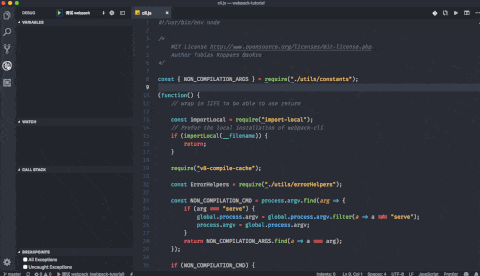 cli.js — webpack-tutorial
DEBUG
调试 webpack
cli.js
VARIABLES
WATCH
CALL STACK
BREAKPOINTS
All Exceptions
Uncaught Exceptions
#!/usr/bin/env node
/*
MIT License http://www.opensource.org/licenses/mit-license.php
Author Tobias Koppers @sokra
*/
const { NON_COMPILATION_ARGS } = require("./utils/constants");
(function() {
// wrap in IIFE to be able to use return
const importLocal = require("import-local");
// Prefer the local installation of webpack-cli
if (importLocal(__filename)) {
return;
}
require("v8-compile-cache");
const ErrorHelpers = require("./utils/errorHelpers");
const NON_COMPILATION_CMD = process.argv.find(arg => {
if (arg === "serve") {
global.process.argv = global.process.argv.filter(a => a !== "serve");
process.argv = global.process.argv;
}
return NON_COMPILATION_ARGS.find(a => a === arg);
});
if (NON_COMPILATION_CMD) {
master
调试 webpack (webpack-tutorial)
Ln 9, Col 1
UTF-8
LF
JavaScript
Prettier